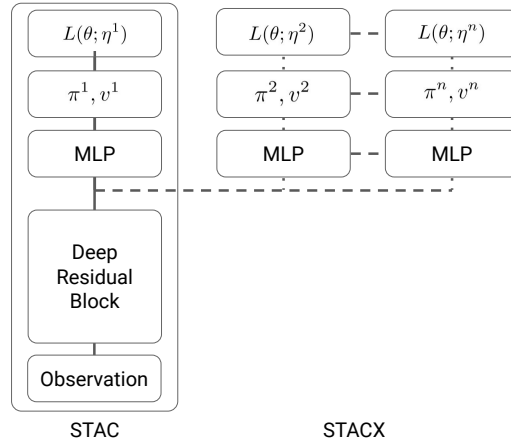 L(θ; η¹)
L(θ; η²)
L(θ; ηⁿ)
π¹, v¹
π², v²
πⁿ, vⁿ
MLP
MLP
MLP
Deep
Residual
Block
Observation
STAC
STACX